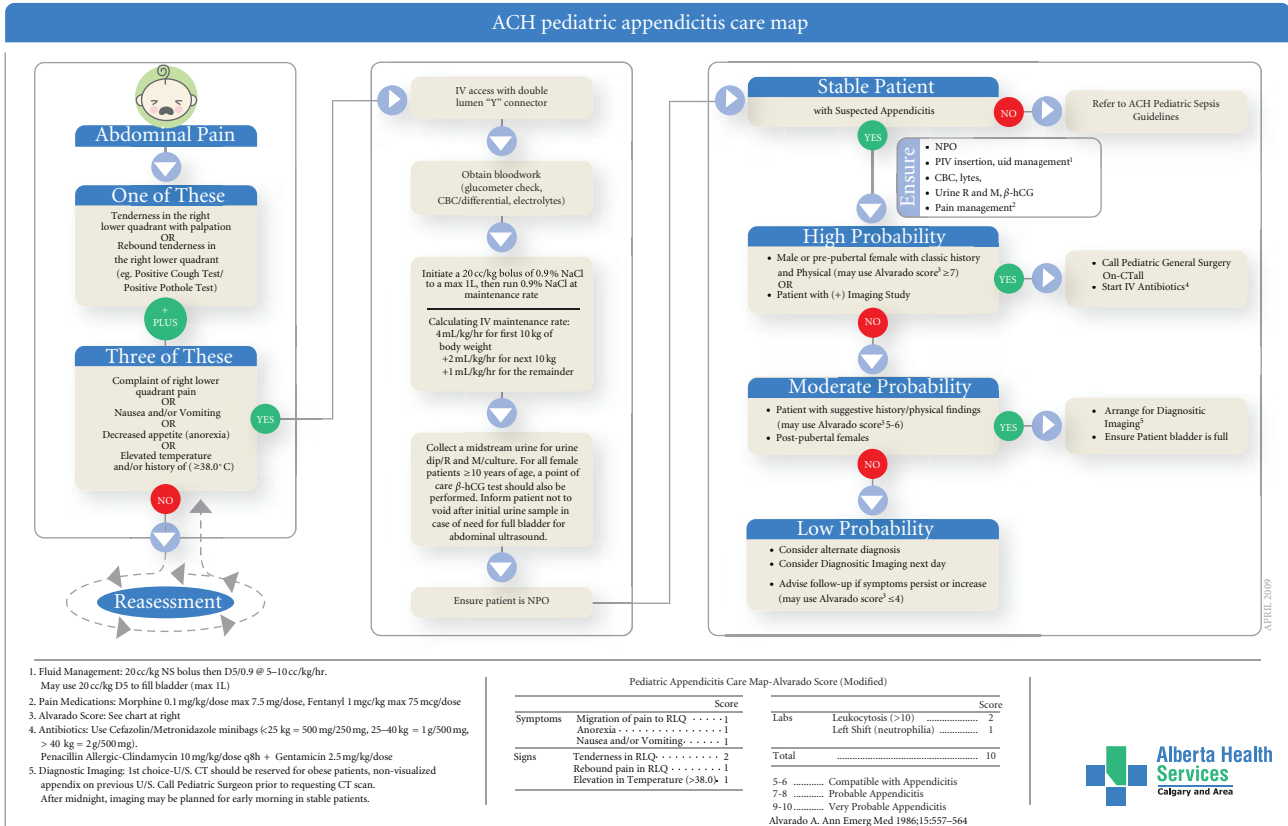 ACH pediatric appendicitis care map
Abdominal Pain
One of These
Tenderness in the right
lower quadrant with palpation
OR
Rebound tenderness in
the right lower quadrant
(eg. Positive Cough Test/
Positive Pothole Test)
+
PLUS
Three of These
Complaint of right lower
quadrant pain
OR
Nausea and/or Vomiting
OR
Decreased appetite (anorexia)
OR
Elevated temperature
and/or history of (≥38.0°C)
YES
NO
Reassessment
IV access with double
lumen “Y” connector
Obtain bloodwork
(glucometer check,
CBC/differential, electrolytes)
Initiate a 20 cc/kg bolus of 0.9% NaCl
to a max 1L, then run 0.9% NaCl at
maintenance rate
Calculating IV maintenance rate:
4 mL/kg/hr for first 10 kg of
body weight
+2 mL/kg/hr for next 10 kg
+1 mL/kg/hr for the remainder
Collect a midstream urine for urine
dip/R and M/culture. For all female
patients ≥10 years of age, a point of
care β-hCG test should also be
performed. Inform patient not to
void after initial urine sample in
case of need for full bladder for
abdominal ultrasound.
Ensure patient is NPO
Stable Patient
with Suspected Appendicitis
NO
Refer to ACH Pediatric Sepsis
Guidelines
YES
Ensure
• NPO
• PIV insertion, uid management¹
• CBC, lytes,
• Urine R and M, β-hCG
• Pain management²
High Probability
• Male or pre-pubertal female with classic history
and Physical (may use Alvarado score³ ≥7)
OR
• Patient with (+) Imaging Study
YES
• Call Pediatric General Surgery
On-CTall
• Start IV Antibiotics⁴
NO
Moderate Probability
• Patient with suggestive history/physical findings
(may use Alvarado score³ 5-6)
• Post-pubertal females
YES
• Arrange for Diagnositic
Imaging⁵
• Ensure Patient bladder is full
NO
Low Probability
• Consider alternate diagnosis
• Consider Diagnositic Imaging next day
• Advise follow-up if symptoms persist or increase
(may use Alvarado score³ ≤4)
APRIL 2009
1. Fluid Management: 20 cc/kg NS bolus then D5/0.9 @ 5–10 cc/kg/hr.
May use 20 cc/kg D5 to fill bladder (max 1L)
2. Pain Medications: Morphine 0.1 mg/kg/dose max 7.5 mg/dose, Fentanyl 1 mgc/kg max 75 mcg/dose
3. Alvarado Score: See chart at right
4. Antibiotics: Use Cefazolin/Metronidazole minibags (<25 kg = 500 mg/250 mg, 25–40 kg = 1 g/500 mg,
> 40 kg = 2 g/500 mg).
Penacillin Allergic-Clindamycin 10 mg/kg/dose q8h + Gentamicin 2.5 mg/kg/dose
5. Diagnostic Imaging: 1st choice-U/S. CT should be reserved for obese patients, non-visualized
appendix on previous U/S. Call Pediatric Surgeon prior to requesting CT scan.
After midnight, imaging may be planned for early morning in stable patients.
Pediatric Appendicitis Care Map-Alvarado Score (Modified)
Score
Symptoms Migration of pain to RLQ ····· 1
Anorexia ················ 1
Nausea and/or Vomiting · 1
Signs Tenderness in RLQ ·········· 2
Rebound pain in RLQ ······· 1
Elevation in Temperature (>38.0) · 1
Score
Labs Leukocytosis (>10) .................... 2
Left Shift (neutrophilia) ............... 1
Total ........................................ 10
5-6 ............ Compatible with Appendicitis
7-8 ............ Probable Appendicitis
9-10 ............ Very Probable Appendicitis
Alvarado A. Ann Emerg Med 1986;15:557–564
Alberta Health
Services
Calgary and Area